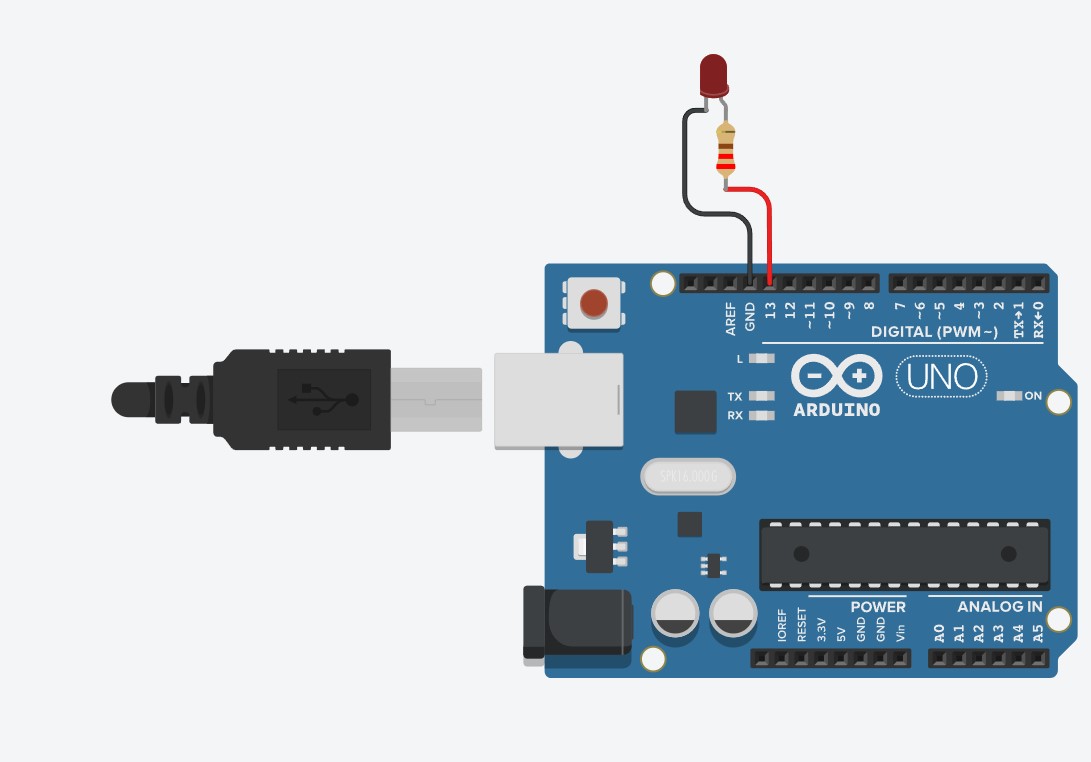 AREF
GND
13
12
~11
~10
~9
8
7
~6
~5
4
~3
2
TX→1
RX←0
DIGITAL (PWM~)
L
TX
RX
ARDUINO
UNO
ON
SPK16.000G
POWER
ANALOG IN
IOREF
RESET
3.3V
5V
GND
GND
Vin
A0
A1
A2
A3
A4
A5